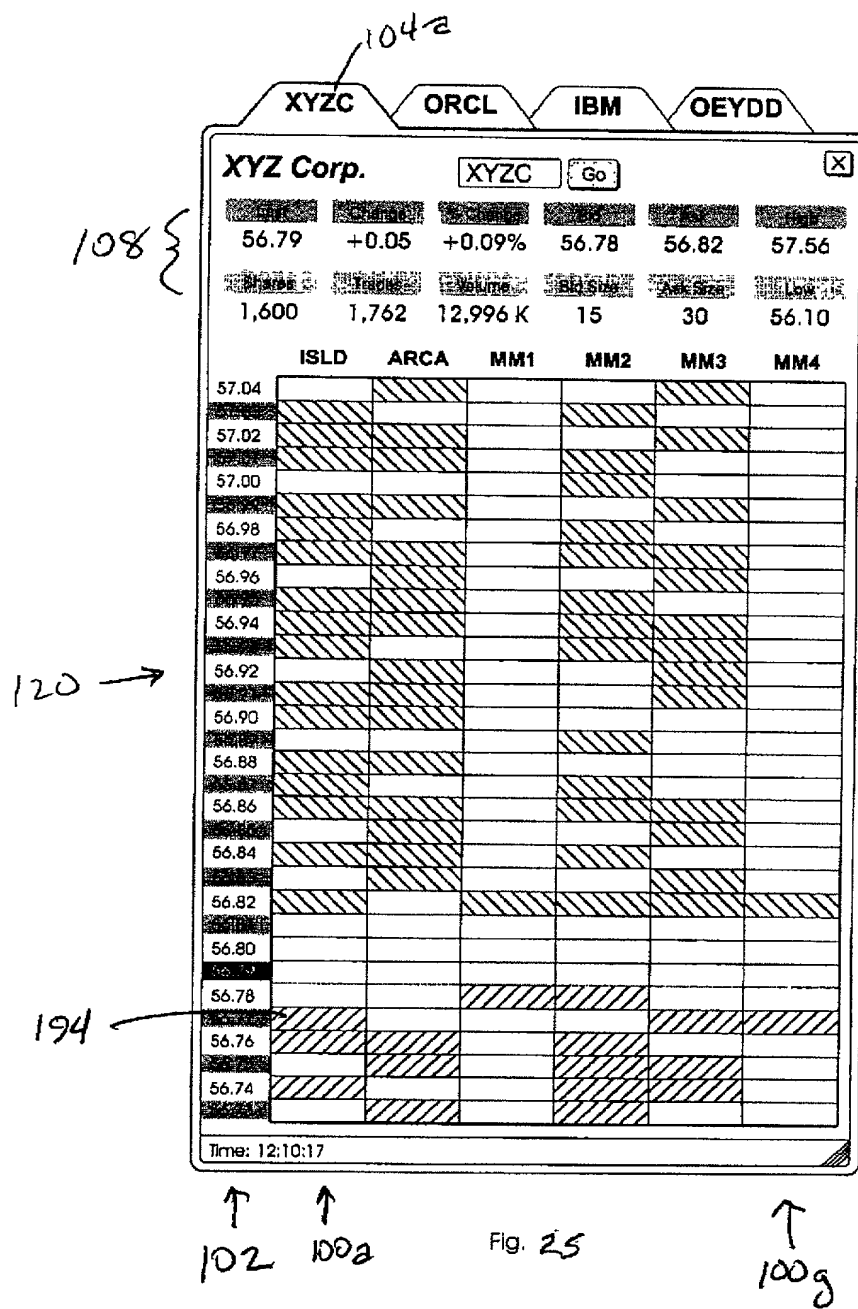 104a
XYZC ORCL IBM OEYDD
XYZ Corp. XYZC Go X
108
Change % Change
56.79 +0.05 +0.09% 56.78 56.82 57.56
Shares Trades Volume Bid Size Ask Size Low
1,600 1,762 12,996 K 15 30 56.10
ISLD ARCA MM1 MM2 MM3 MM4
57.04
57.02
57.00
56.98
56.96
56.94
56.92
120
56.90
56.88
56.86
56.84
56.82
56.80
56.78
194
56.76
56.74
Time: 12:10:17
102 100a Fig. 25 100g